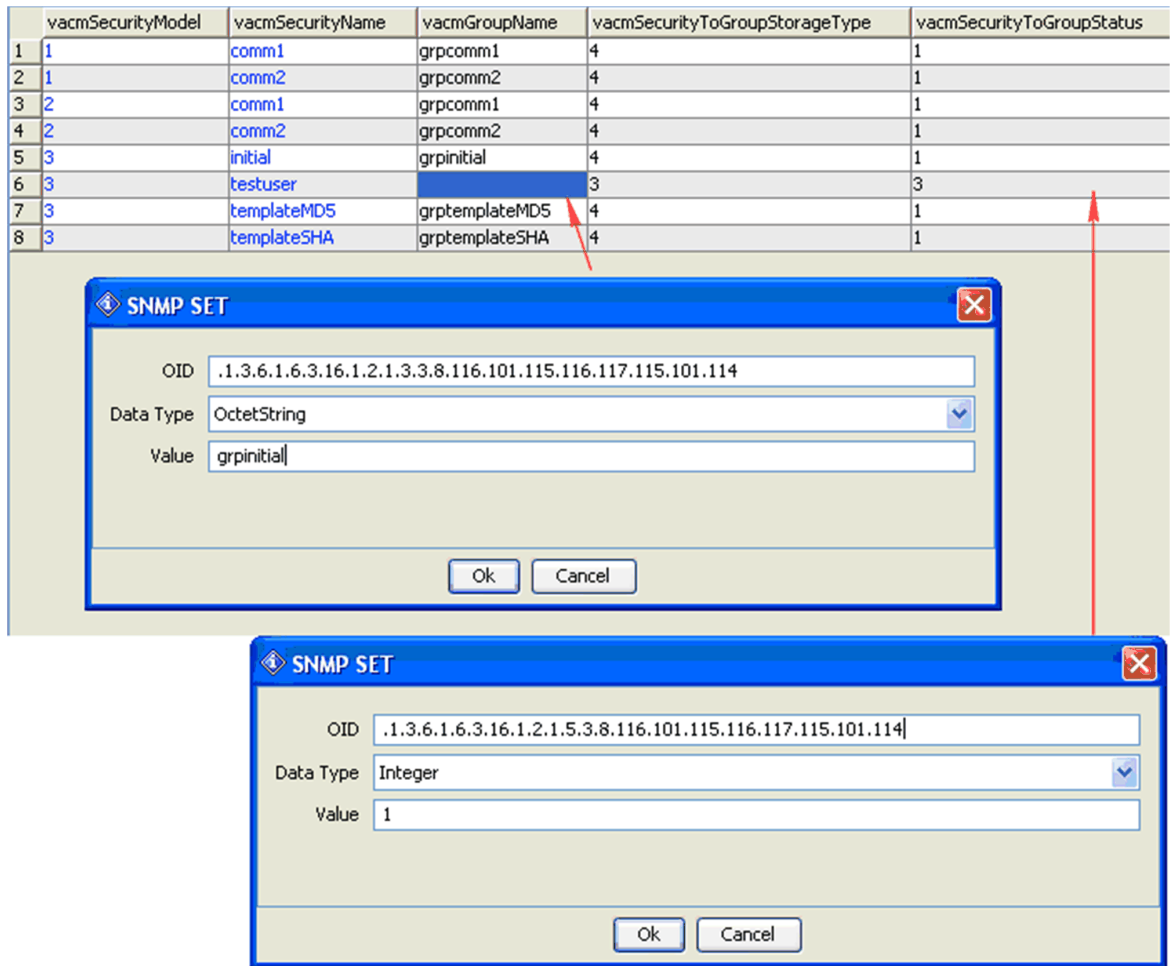 vacmSecurityModel vacmSecurityName vacmGroupName vacmSecurityToGroupStorageType vacmSecurityToGroupStatus
1 1 comm1 grpcomm1 4 1
2 1 comm2 grpcomm2 4 1
3 2 comm1 grpcomm1 4 1
4 2 comm2 grpcomm2 4 1
5 3 initial grpinitial 4 1
6 3 testuser 3 3
7 3 templateMD5 grptemplateMD5 4 1
8 3 templateSHA grptemplateSHA 4 1
SNMP SET
OID .1.3.6.1.6.3.16.1.2.1.3.3.8.116.101.115.116.117.115.101.114
Data Type OctetString
Value grpinitial
Ok Cancel
SNMP SET
OID .1.3.6.1.6.3.16.1.2.1.5.3.8.116.101.115.116.117.115.101.114
Data Type Integer
Value 1
Ok Cancel